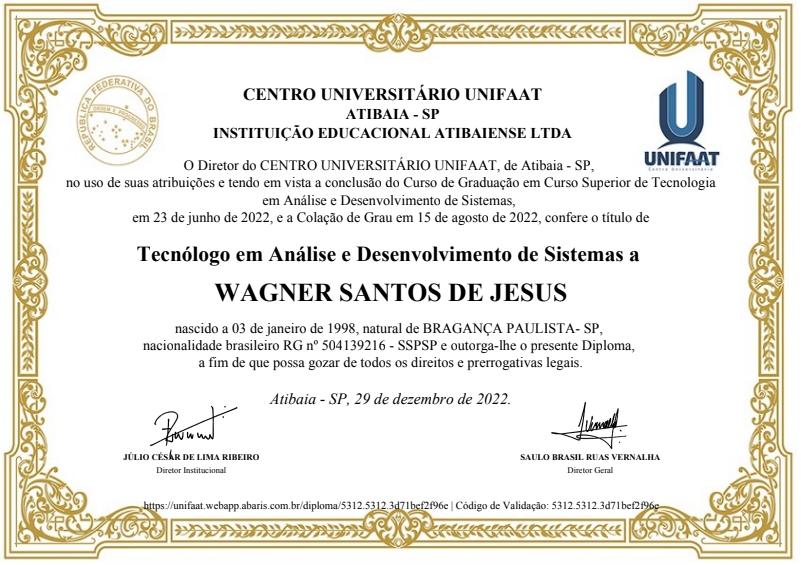 REPÚBLICA FEDERATIVA DO BRASIL
ORDEM E PROGRESSO
CENTRO UNIVERSITÁRIO UNIFAAT
ATIBAIA - SP
INSTITUIÇÃO EDUCACIONAL ATIBAIENSE LTDA
UNIFAAT
Centro Universitário
O Diretor do CENTRO UNIVERSITÁRIO UNIFAAT, de Atibaia - SP,
no uso de suas atribuições e tendo em vista a conclusão do Curso de Graduação em Curso Superior de Tecnologia
em Análise e Desenvolvimento de Sistemas,
em 23 de junho de 2022, e a Colação de Grau em 15 de agosto de 2022, confere o título de
Tecnólogo em Análise e Desenvolvimento de Sistemas a
WAGNER SANTOS DE JESUS
nascido a 03 de janeiro de 1998, natural de BRAGANÇA PAULISTA- SP,
nacionalidade brasileiro RG nº 504139216 - SSPSP e outorga-lhe o presente Diploma,
a fim de que possa gozar de todos os direitos e prerrogativas legais.
Atibaia - SP, 29 de dezembro de 2022.
JÚLIO CÉSAR DE LIMA RIBEIRO
Diretor Institucional
SAULO BRASIL RUAS VERNALHA
Diretor Geral
https://unifaat.webapp.abaris.com.br/diploma/5312.5312.3d71bef2f96e | Código de Validação: 5312.5312.3d71bef2f96e